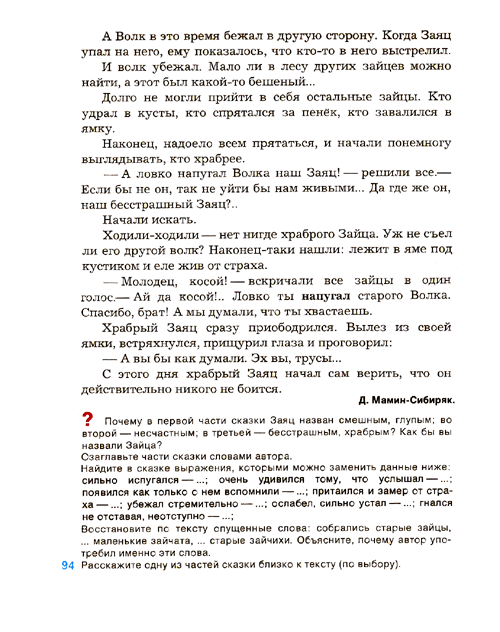 А Волк в это время бежал в другую сторону. Когда Заяц
упал на него, ему показалось, что кто-то в него выстрелил.
И волк убежал. Мало ли в лесу других зайцев можно
найти, а этот был какой-то бешеный...
Долго не могли прийти в себя остальные зайцы. Кто
удрал в кусты, кто спрятался за пенёк, кто завалился в
ямку.
Наконец, надоело всем прятаться, и начали понемногу
выглядывать, кто храбрее.
— А ловко напугал Волка наш Заяц! — решили все.—
Если бы не он, так не уйти бы нам живыми... Да где же он,
наш бесстрашный Заяц?..
Начали искать.
Ходили-ходили — нет нигде храброго Зайца. Уж не съел
ли его другой волк? Наконец-таки нашли: лежит в яме под
кустиком и еле жив от страха.
— Молодец, косой! — вскричали все зайцы в один
голос.— Ай да косой!.. Ловко ты напугал старого Волка.
Спасибо, брат! А мы думали, что ты хвастаешь.
Храбрый Заяц сразу приободрился. Вылез из своей
ямки, встряхнулся, прищурил глаза и проговорил:
— А вы бы как думали. Эх вы, трусы...
С этого дня храбрый Заяц начал сам верить, что он
действительно никого не боится.
Д. Мамин-Сибиряк.
? Почему в первой части сказки Заяц назван смешным, глупым; во
второй — несчастным; в третьей — бесстрашным, храбрым? Как бы вы
назвали Зайца?
Озаглавьте части сказки словами автора.
Найдите в сказке выражения, которыми можно заменить данные ниже:
сильно испугался — ...; очень удивился тому, что услышал — ...;
появился как только о нем вспомнили — ...; притаился и замер от стра-
ха — ...; убежал стремительно — ...; ослабел, сильно устал — ...; гнался
не отставая, неотступно — ...;
Восстановите по тексту опущенные слова: собрались старые зайцы,
... маленькие зайчата, ... старые зайчихи. Объясните, почему автор упо-
требил именно эти слова.
94 Расскажите одну из частей сказки близко к тексту (по выбору).